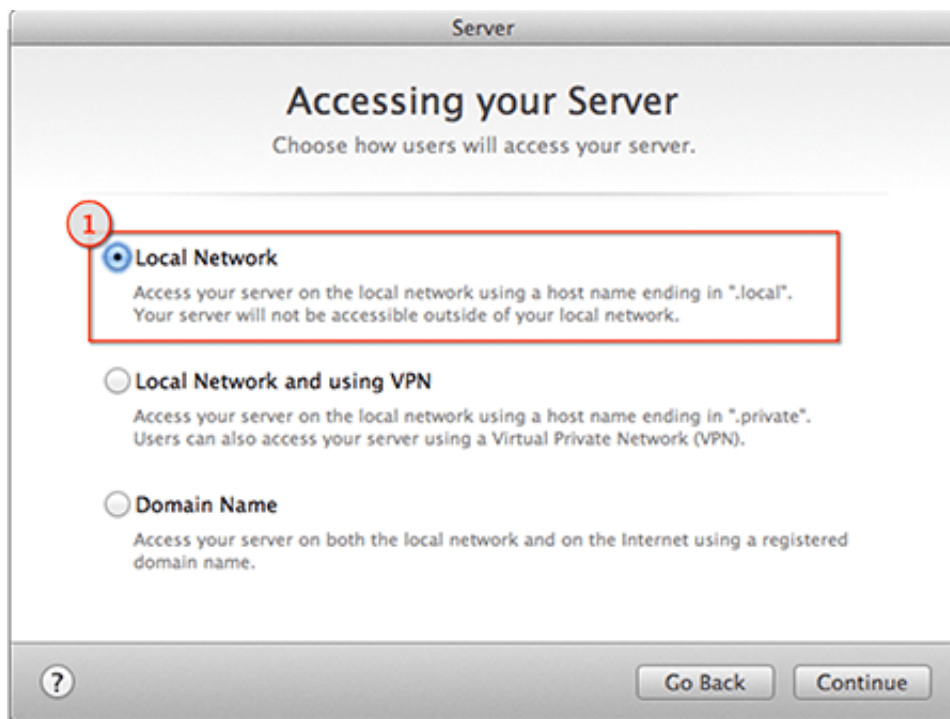 Server
Accessing your Server
Choose how users will access your server.
1
Local Network
Access your server on the local network using a host name ending in ".local".
Your server will not be accessible outside of your local network.
Local Network and using VPN
Access your server on the local network using a host name ending in ".private".
Users can also access your server using a Virtual Private Network (VPN).
Domain Name
Access your server on both the local network and on the Internet using a registered
domain name.
?
Go Back
Continue